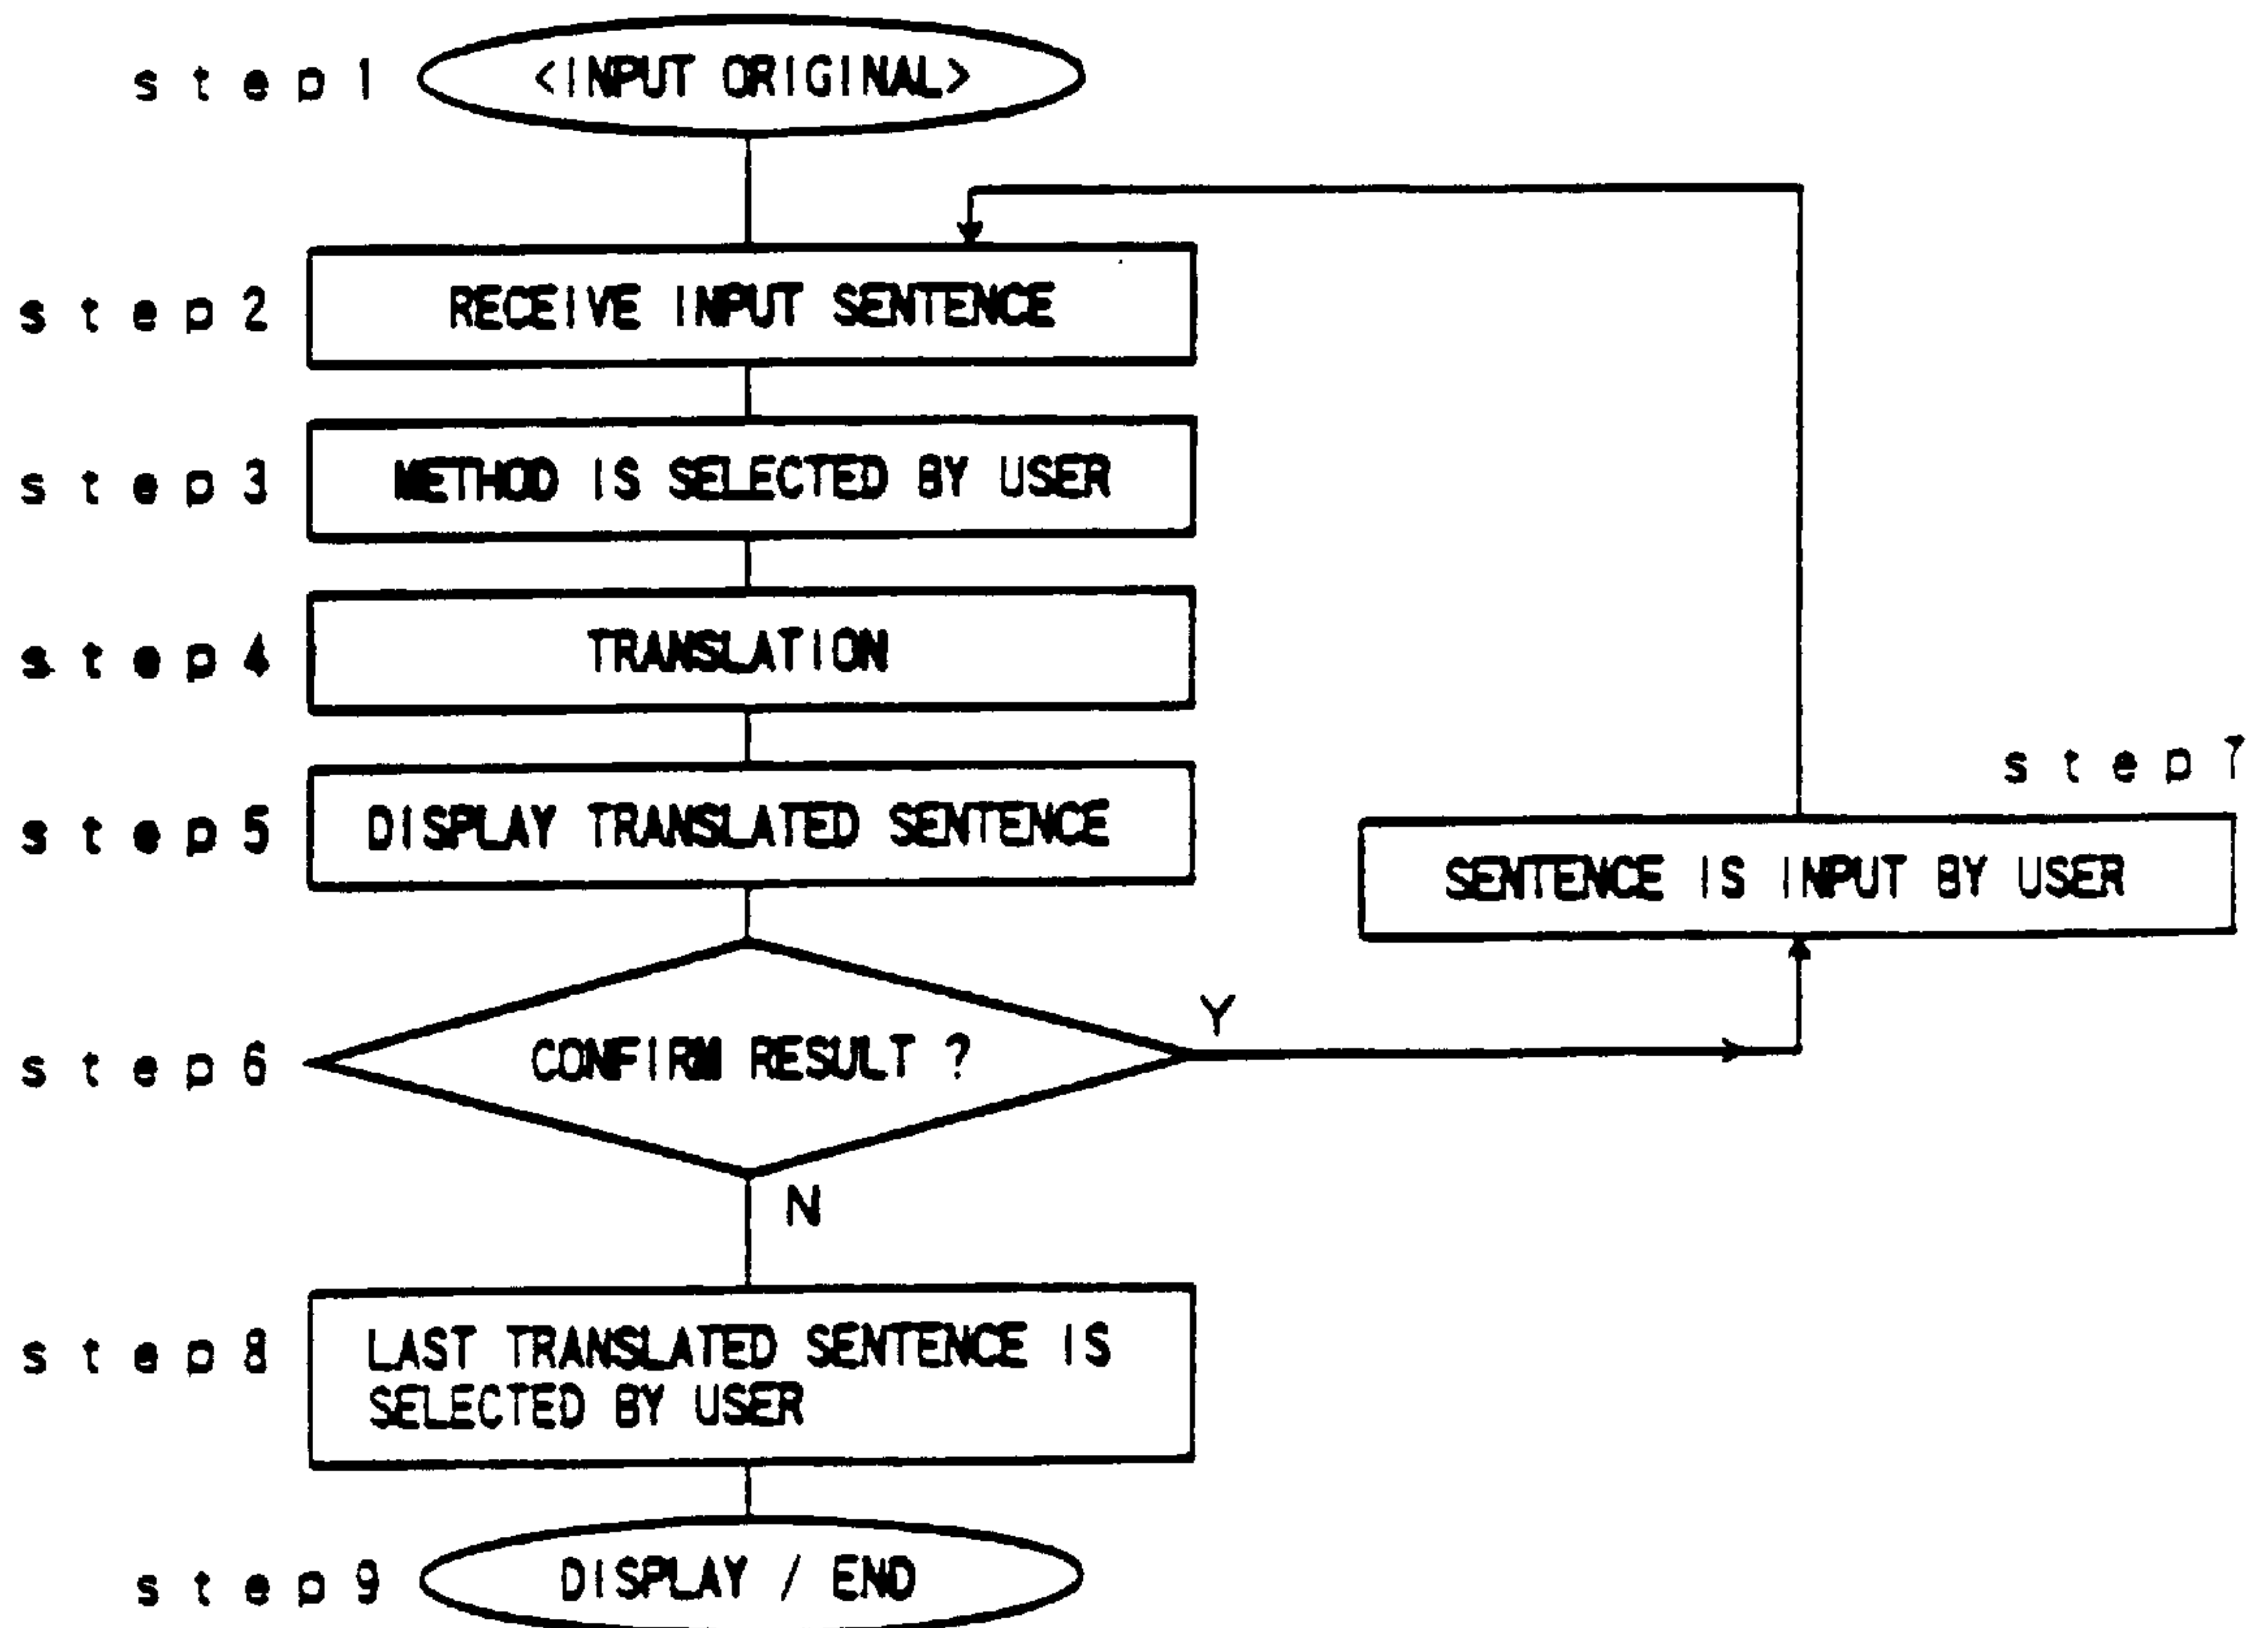 step1 <INPUT ORIGINAL>
step2 RECEIVE INPUT SENTENCE
step3 METHOD IS SELECTED BY USER
step4 TRANSLATION
step5 DISPLAY TRANSLATED SENTENCE
step7
SENTENCE IS INPUT BY USER
Y
step6 CONFIRM RESULT ?
N
step8 LAST TRANSLATED SENTENCE IS
SELECTED BY USER
step9 DISPLAY / END